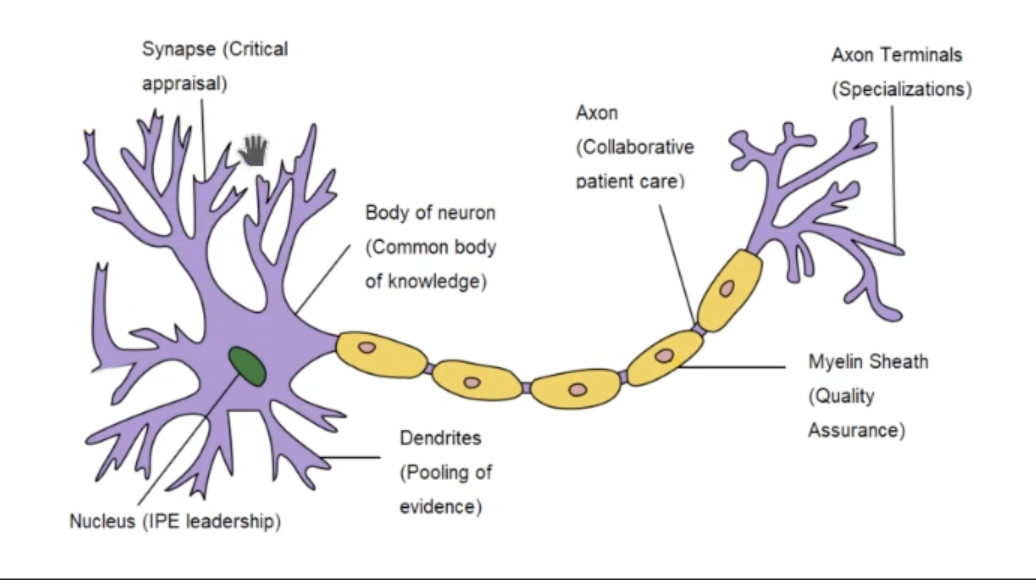 Synapse (Critical
appraisal)
Axon Terminals
(Specializations)
Axon
(Collaborative
patient care)
Body of neuron
(Common body
of knowledge)
Myelin Sheath
(Quality
Assurance)
Dendrites
(Pooling of
evidence)
Nucleus (IPE leadership)